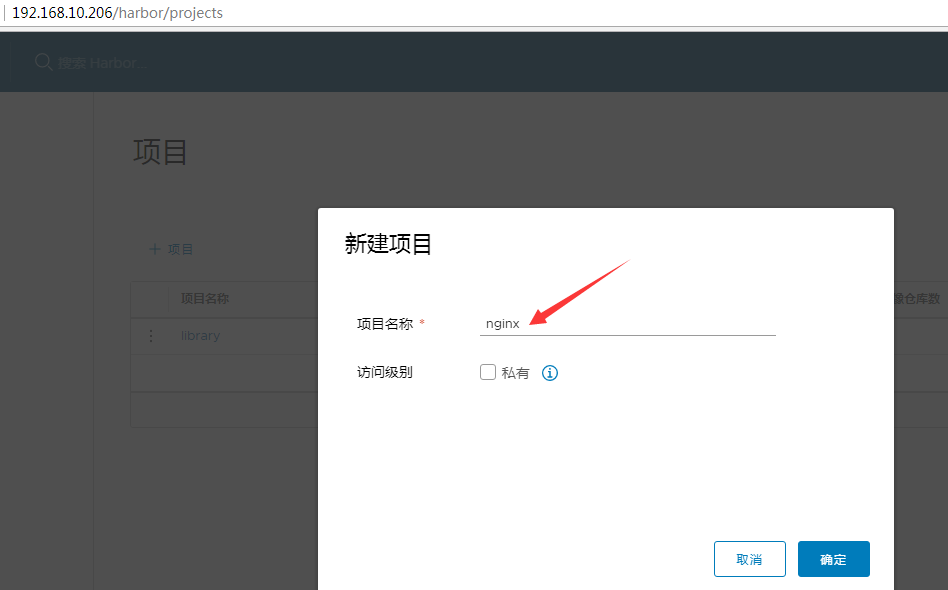 192.168.10.206/harbor/projects
搜索 Harbor...
项目
+ 项目
新建项目
项目名称
像仓库数
library
项目名称 *
nginx
访问级别
私有
取消
确定